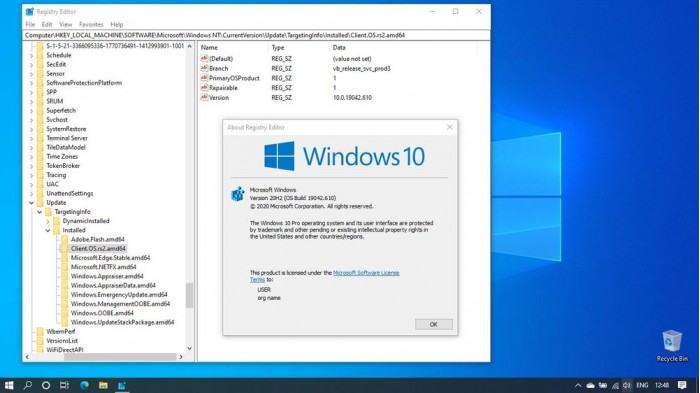 Registry Editor
File Edit View Favorites Help
Computer\HKEY_LOCAL_MACHINE\SOFTWARE\Microsoft\Windows NT\CurrentVersion\Update\TargetingInfo\Installed\Client.OS.rs2.amd64
S-1-5-21-3366095336-1770736491-1412993901-1001
Schedule
SecEdit
Sensor
SoftwareProtectionPlatform
SPP
SRUM
Superfetch
Svchost
SystemRestore
Terminal Server
TileDataModel
Time Zones
TokenBroker
Tracing
UAC
UnattendSettings
Update
TargetingInfo
DynamicInstalled
Installed
Adobe.Flash.amd64
Client.OS.rs2.amd64
Microsoft.Edge.Stable.amd64
Microsoft.NETFX.amd64
Windows.Appraiser.amd64
Windows.AppraiserData.amd64
Windows.EmergencyUpdate.amd64
Windows.ManagementOOBE.amd64
Windows.OOBE.amd64
Windows.UpdateStackPackage.amd64
WbemPerf
VersionsList
WiFiDirectAPI
Name Type Data
(Default) REG_SZ (value not set)
Branch REG_SZ vb_release_svc_prod3
PrimaryOSProduct REG_SZ 1
Repairable REG_SZ 1
Version REG_SZ 10.0.19042.610
About Registry Editor
Windows 10
Microsoft Windows
Version 20H2 (OS Build 19042.610)
© 2020 Microsoft Corporation. All rights reserved.
The Windows 10 Pro operating system and its user interface are protected
by trademark and other pending or existing intellectual property rights in
the United States and other countries/regions.
This product is licensed under the Microsoft Software License
Terms to:
USER
org name
OK
Recycle Bin
ENG 12:48